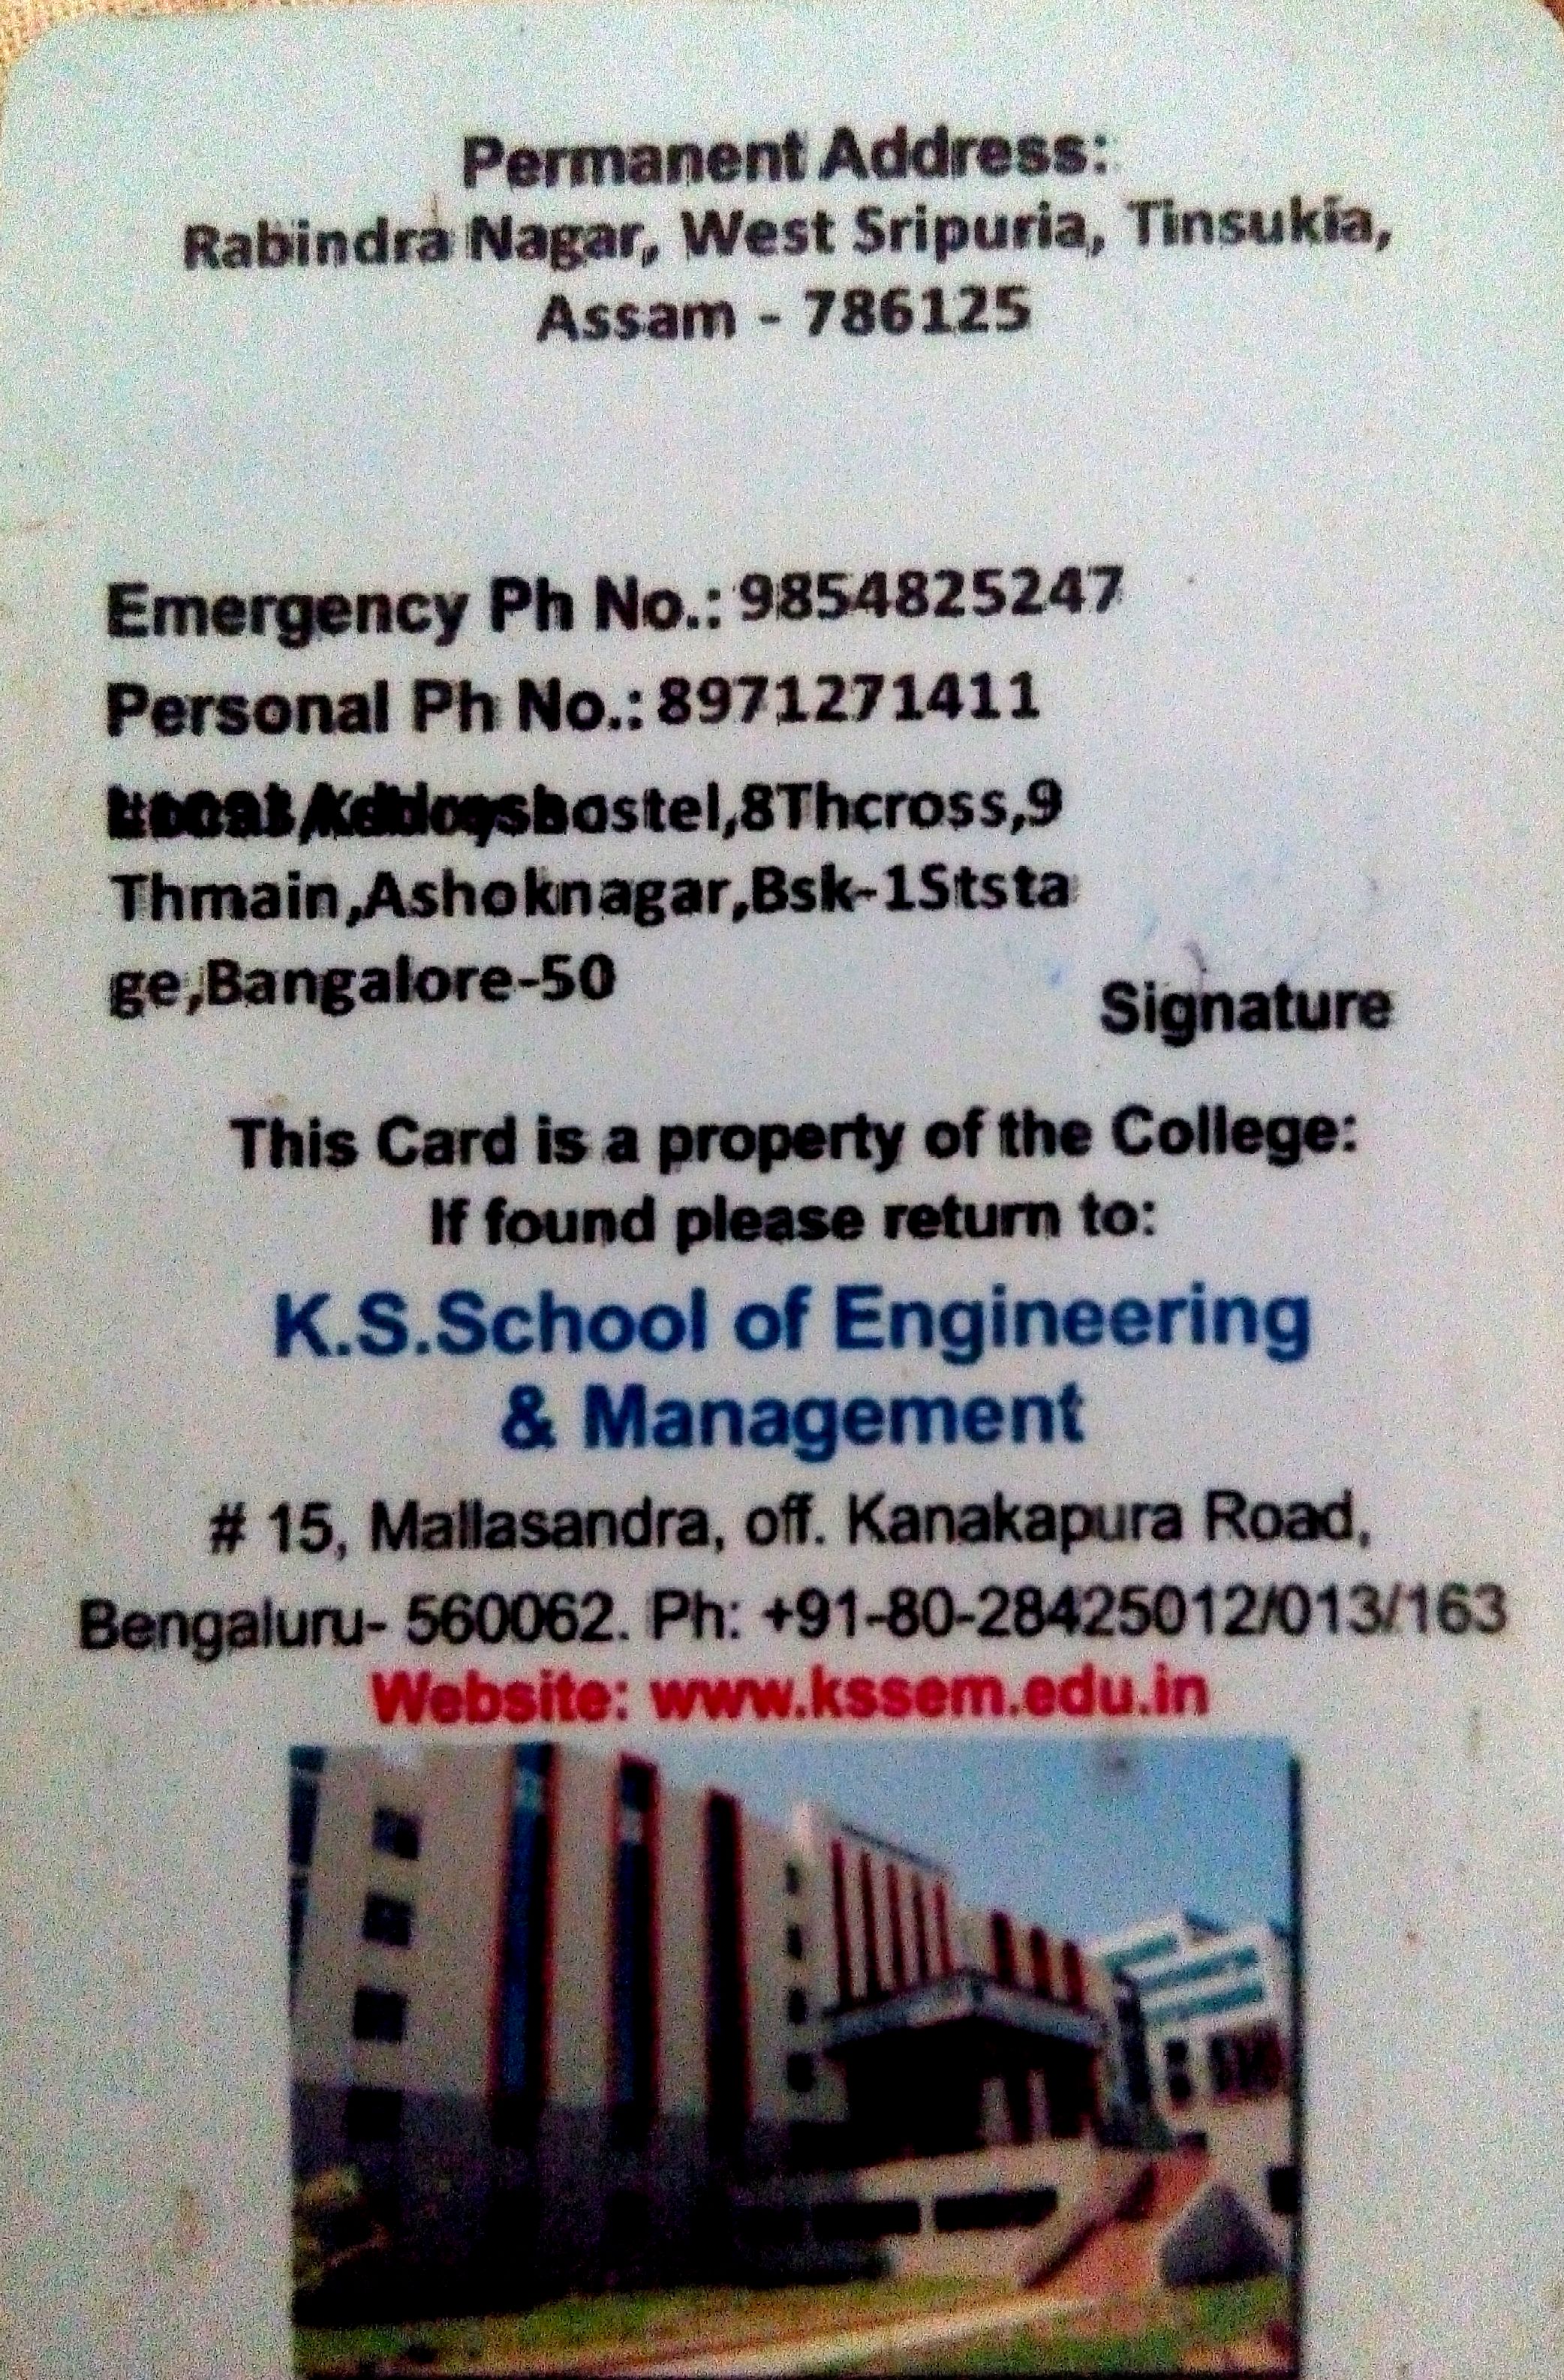 Permanent Address:
Rabindra Nagar, West Sripuria, Tinsukia,
Assam - 786125
Emergency Ph No.: 9854825247
Personal Ph No.: 8971271411
hostel,8Thcross,9
Thmain,Ashoknagar,Bsk-1Ststa
ge,Bangalore-50
Signature
This Card is a property of the College:
If found please return to:
K.S.School of Engineering
& Management
# 15, Mallasandra, off. Kanakapura Road,
Bengaluru- 560062. Ph: +91-80-28425012/013/163
Website: www.kssem.edu.in